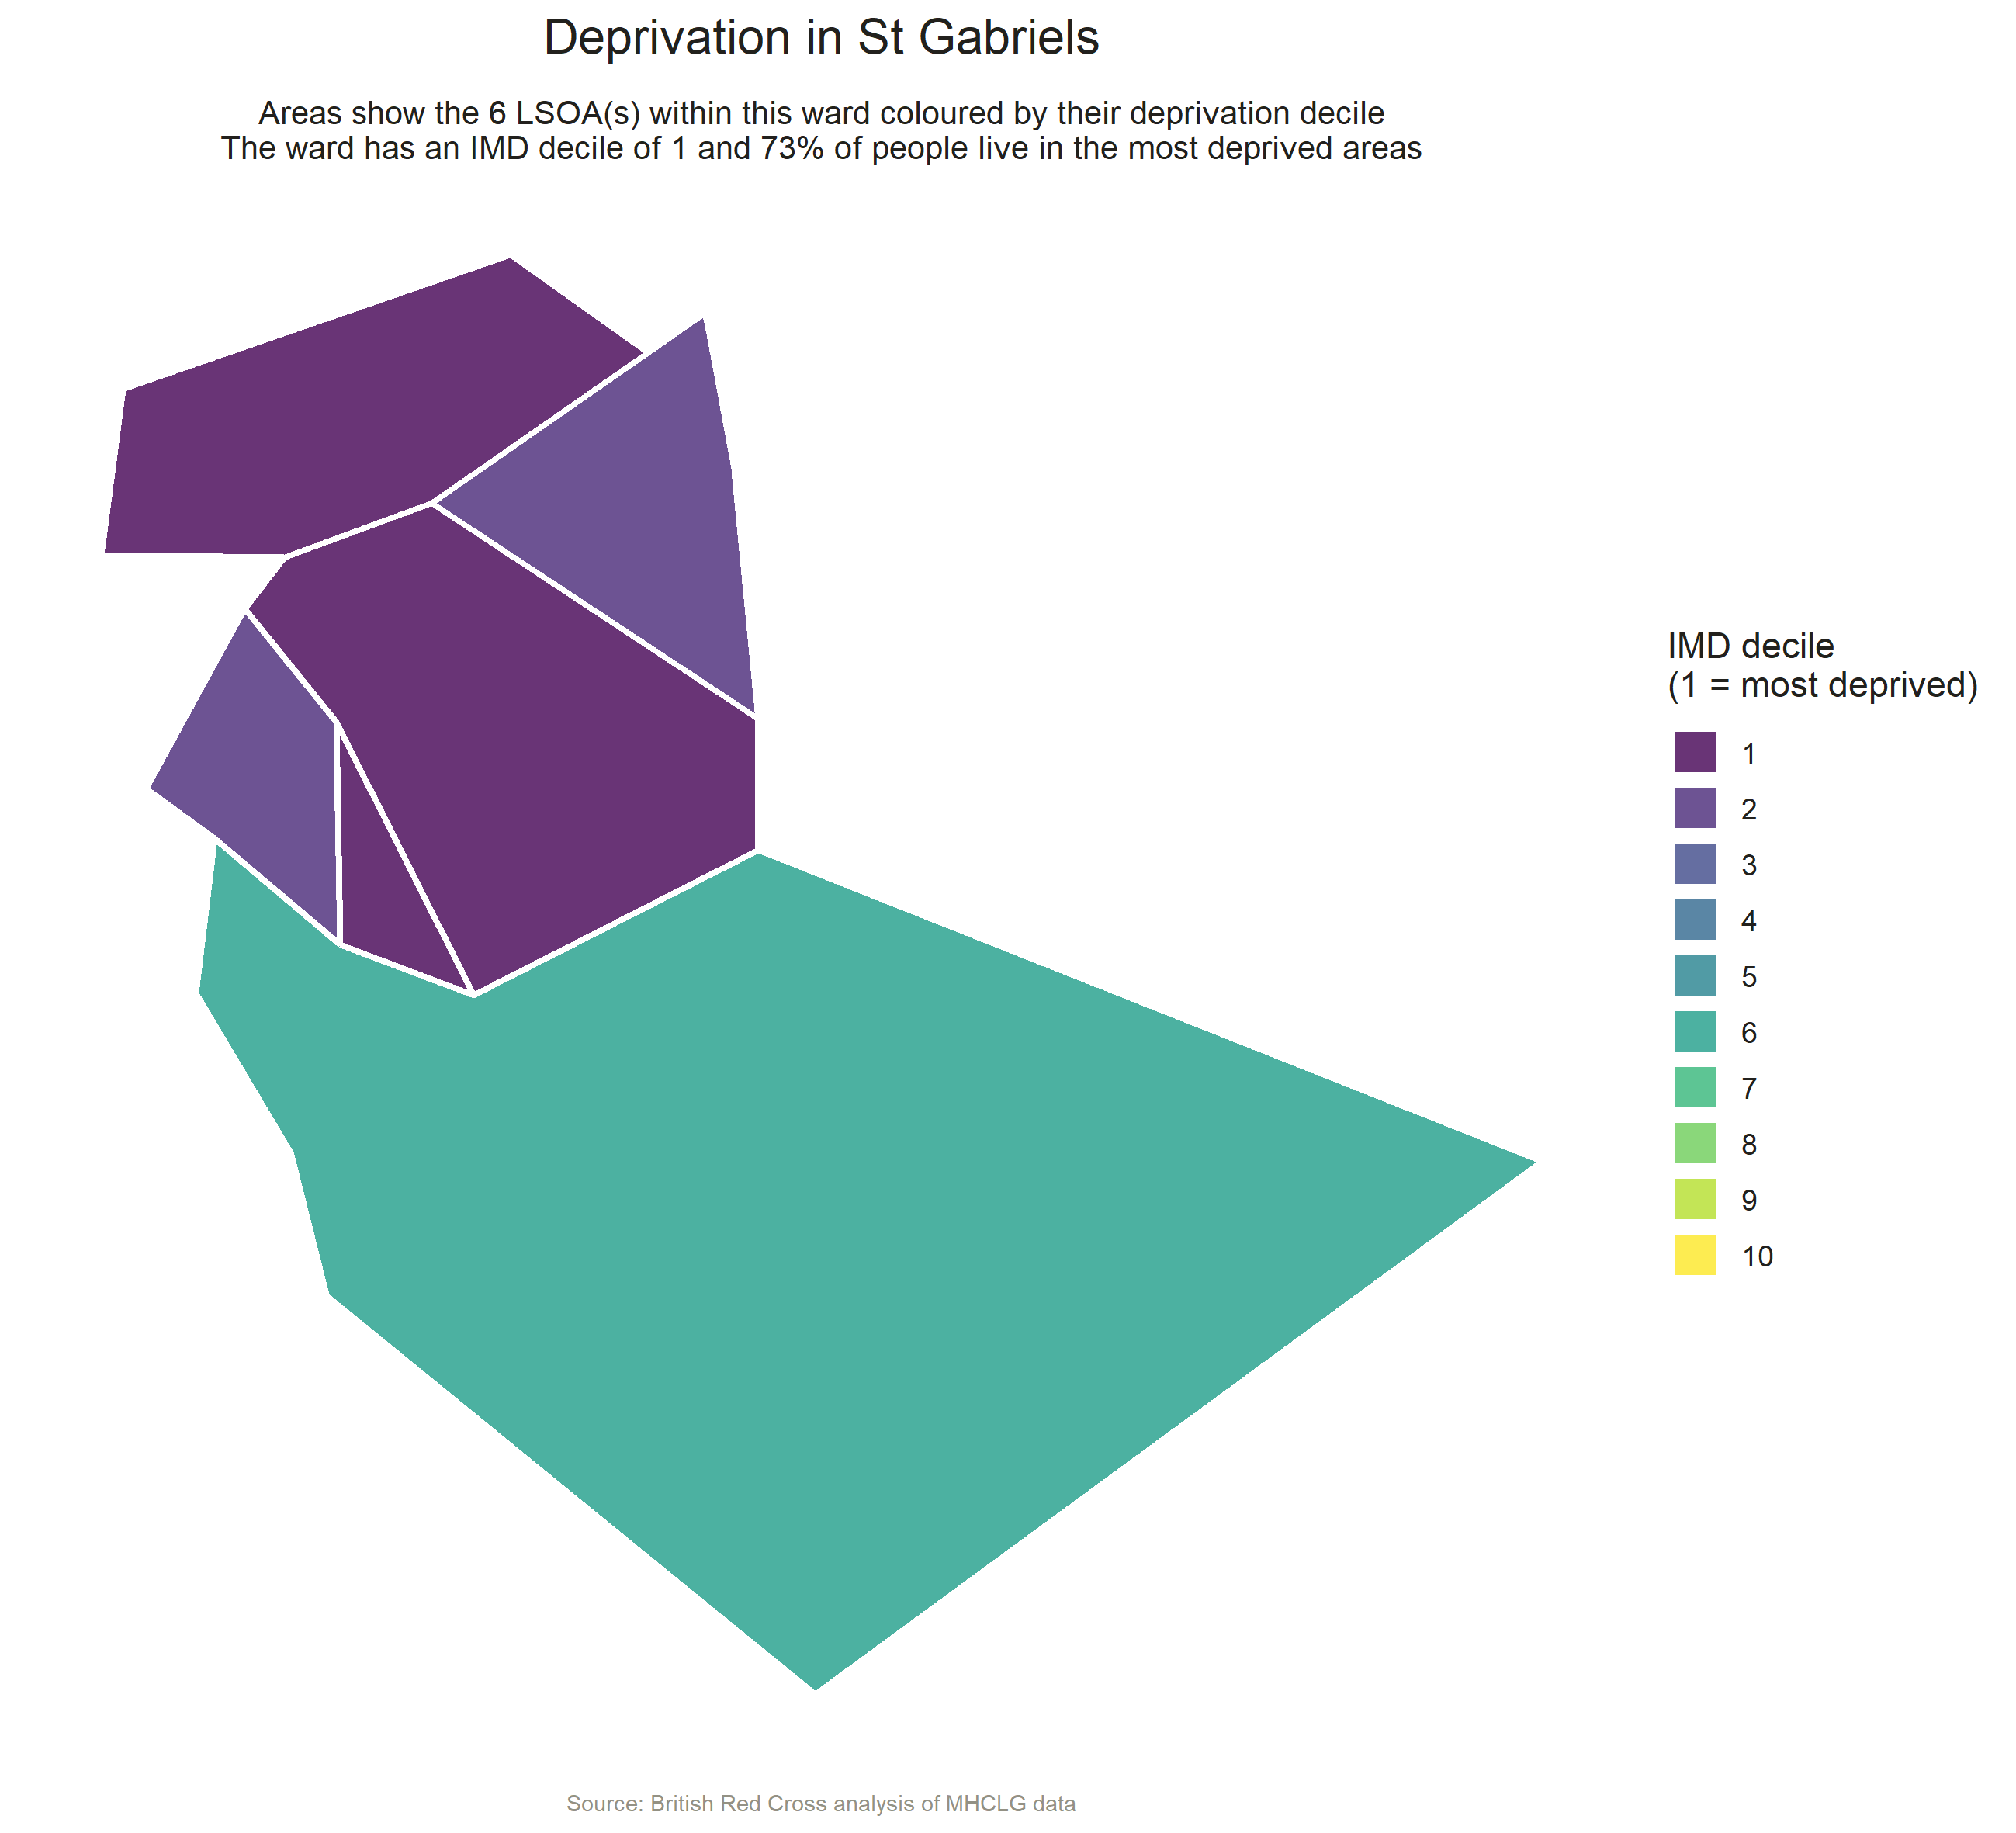 Deprivation in St Gabriels
Areas show the 6 LSOA(s) within this ward coloured by their deprivation decile
The ward has an IMD decile of 1 and 73% of people live in the most deprived areas
IMD decile
(1 = most deprived)
1
2
3
4
5
6
7
8
9
10
Source: British Red Cross analysis of MHCLG data